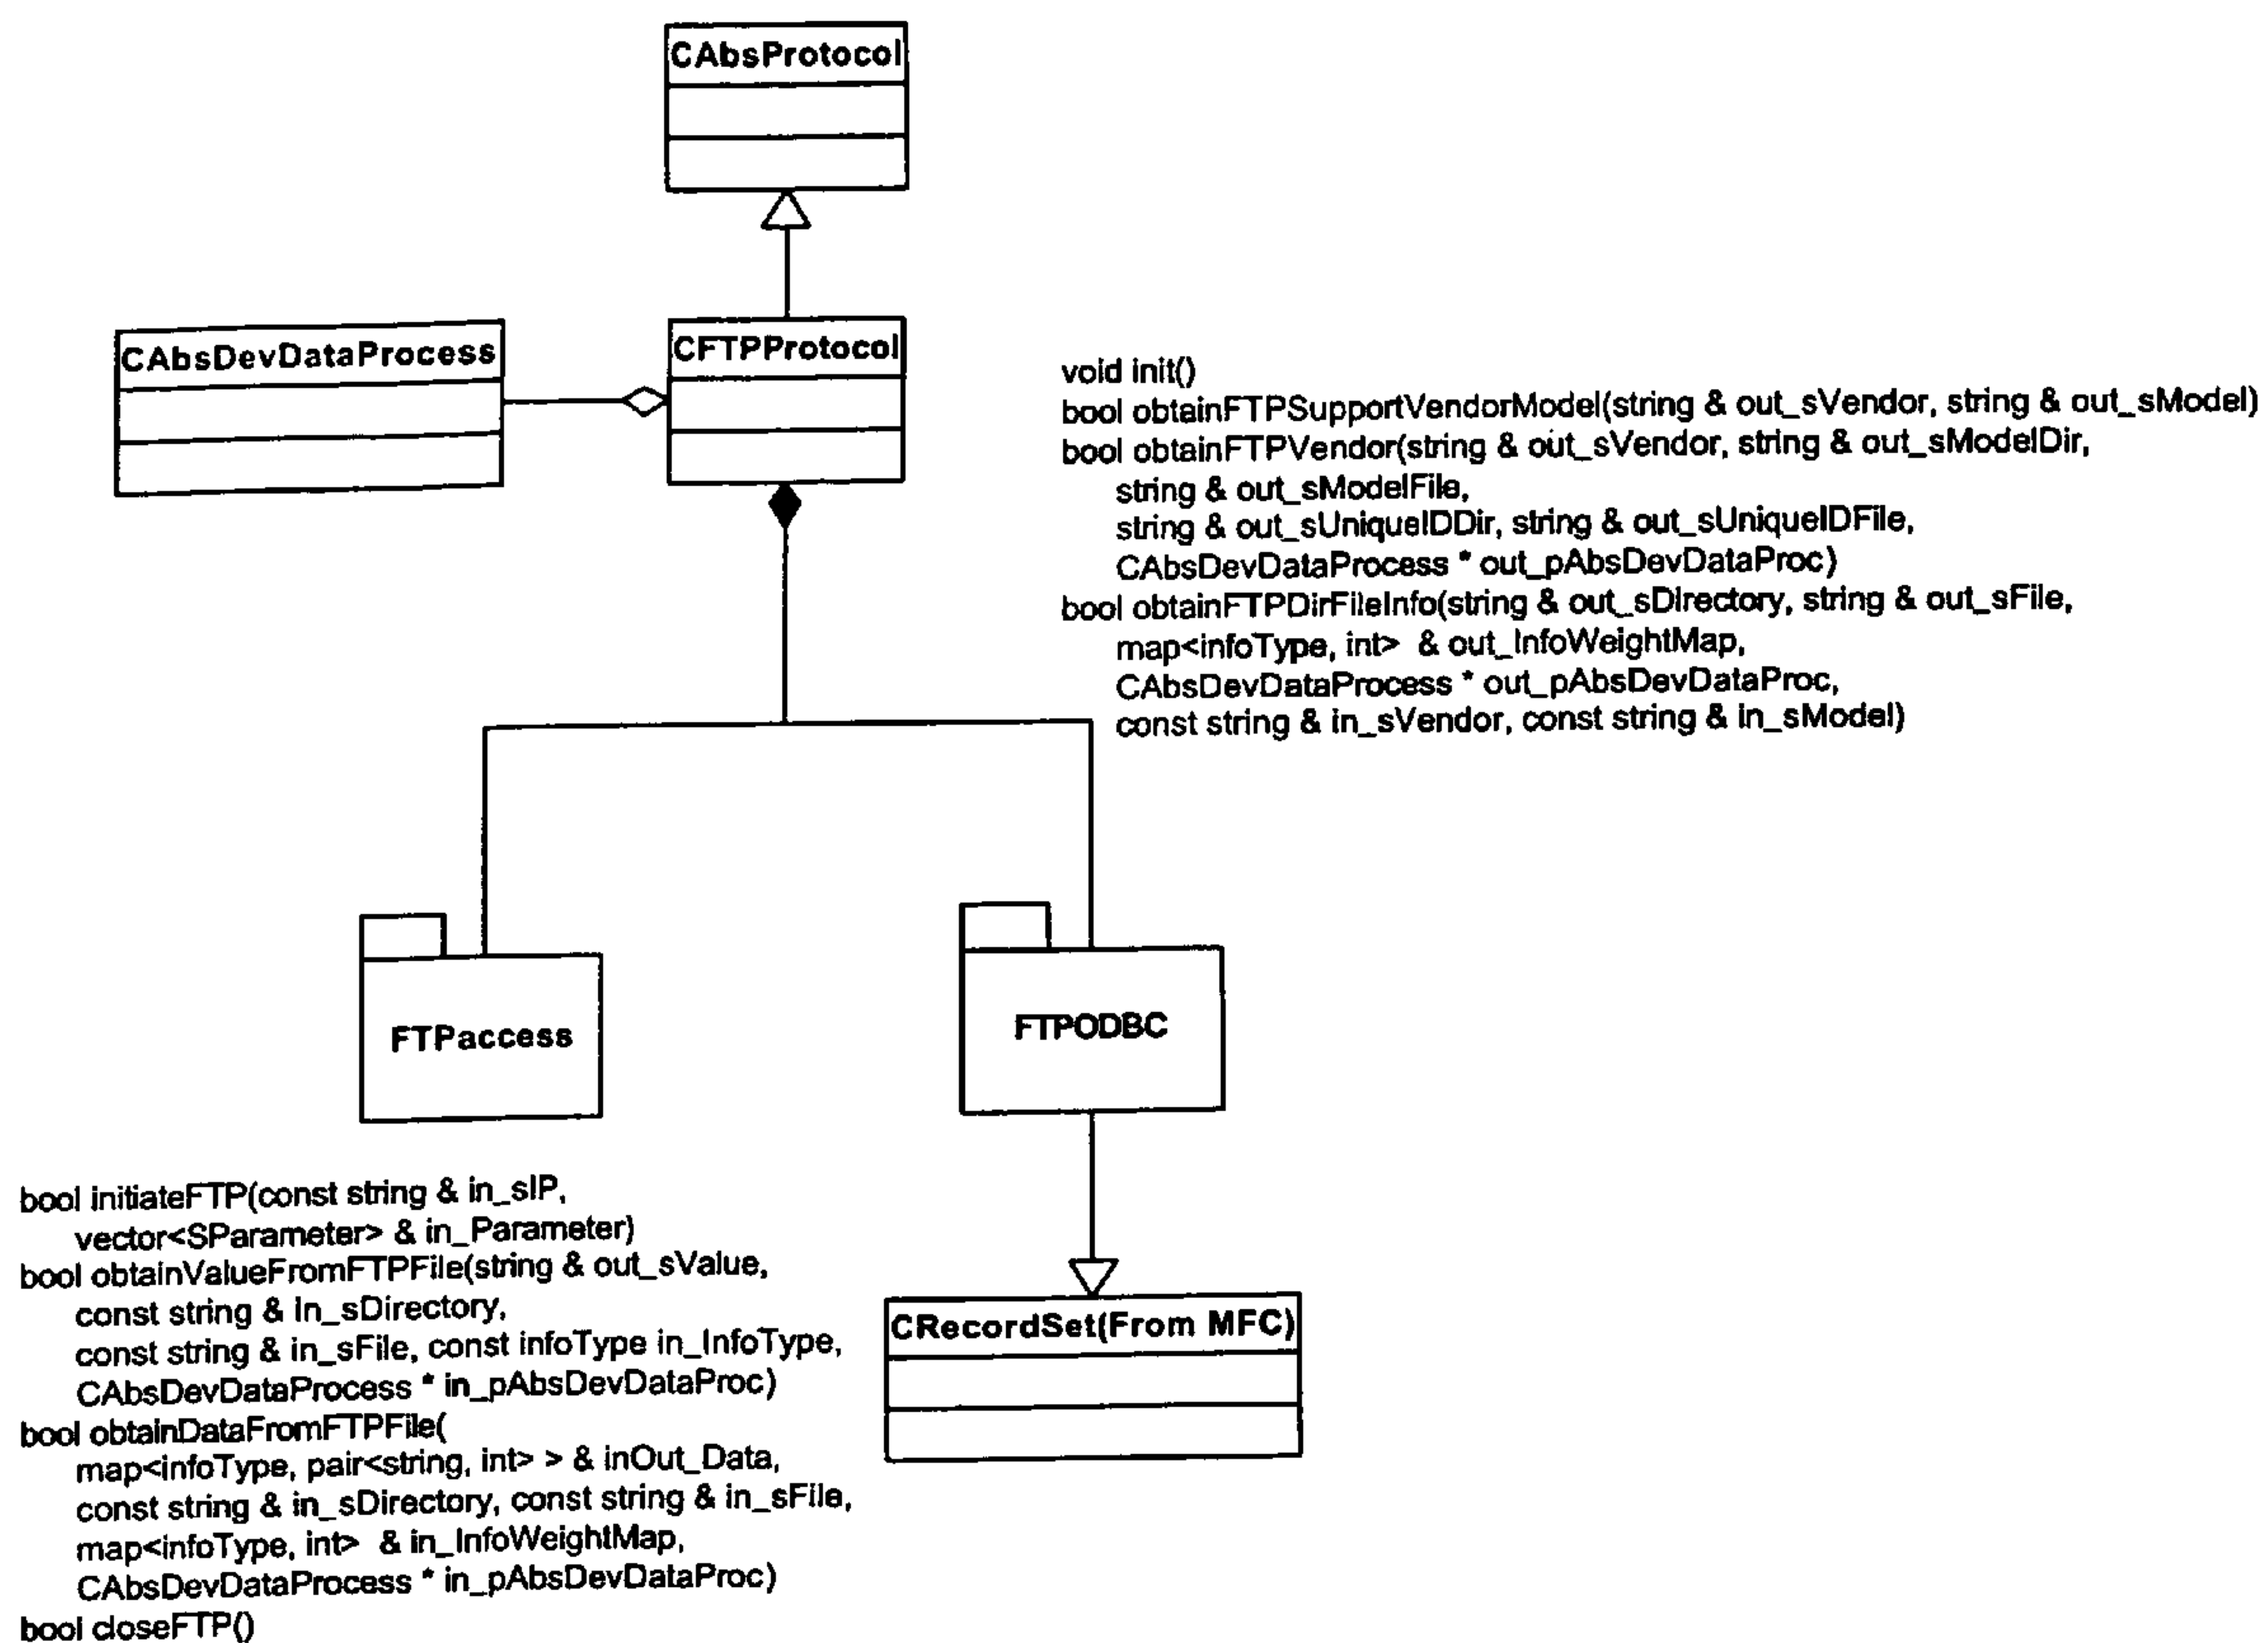 CAbsProtocol
CAbsDevDataProcess
CFTPProtocol
void init()
bool obtainFTPSupportVendorModel(string & out_sVendor, string & out_sModel)
bool obtainFTPVendor(string & out_sVendor, string & out_sModelDir,
string & out_sModelFile,
string & out_sUniqueIDDir, string & out_sUniqueIDFile,
CAbsDevDataProcess * out_pAbsDevDataProc)
bool obtainFTPDirFileInfo(string & out_sDirectory, string & out_sFile,
map<infoType, int> & out_InfoWeightMap,
CAbsDevDataProcess * out_pAbsDevDataProc,
const string & in_sVendor, const string & in_sModel)
FTPaccess
FTPODBC
bool initiateFTP(const string & in_sIP,
vector<SParameter> & in_Parameter)
bool obtainValueFromFTPFile(string & out_sValue,
const string & in_sDirectory,
const string & in_sFile, const infoType in_InfoType,
CAbsDevDataProcess * in_pAbsDevDataProc)
bool obtainDataFromFTPFile(
map<infoType, pair<string, int> > & inOut_Data,
const string & in_sDirectory, const string & in_sFile,
map<infoType, int> & in_InfoWeightMap,
CAbsDevDataProcess * in_pAbsDevDataProc)
bool closeFTP()
CRecordSet(From MFC)